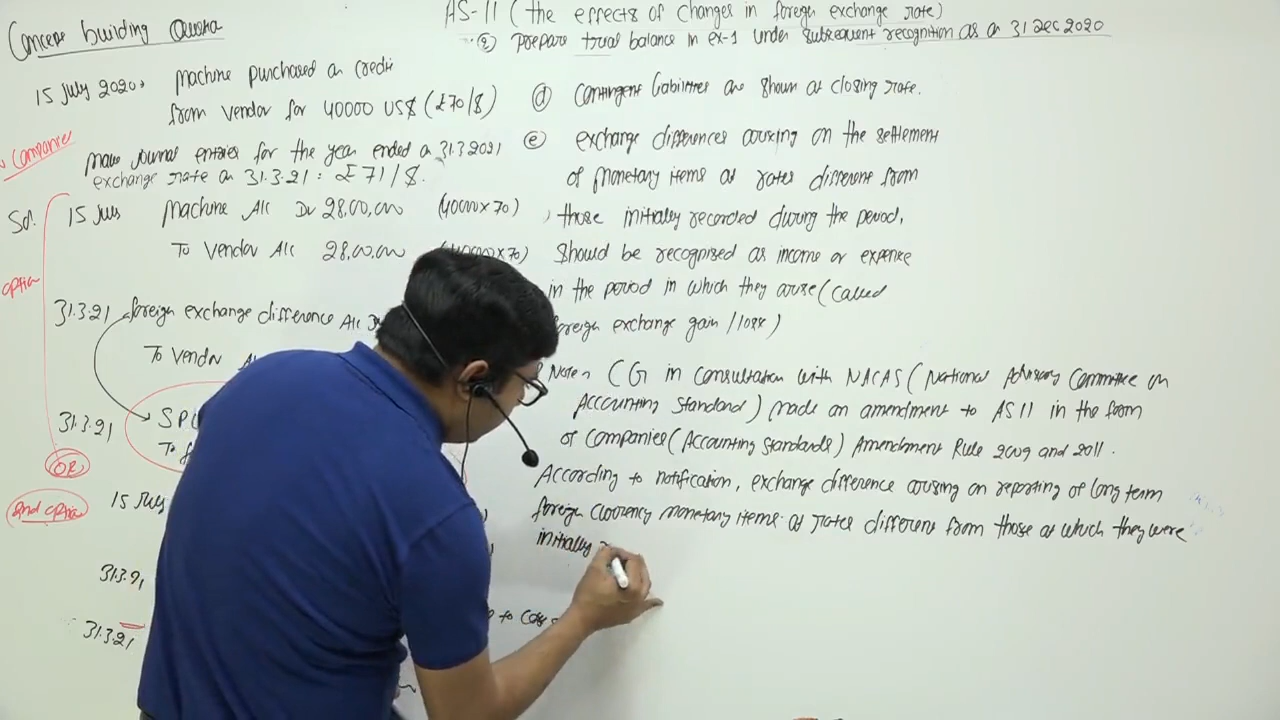 Concept building Question
15 July 2020, machine purchased on credit
from vendor for 40000 US$ (₹70/$)
Companies
make journal entries for the year ended on 31.3.2021
exchange rate on 31.3.21: ₹71/$.
Sol. 15 July Machine A/c Dr 28,00,000 (40000×70)
To Vendor A/c 28,00,000 (40000×70)
option
31.3.21 foreign exchange difference A/c Dr
To Vendor A/c
31.3.21 SP
To f
OR
2nd option 15 July
31.3.21
31.3.21
to
AS-11 (the effects of changes in foreign exchange rate)
Q prepare trial balance in ex-1 under subsequent recognition as on 31 Dec 2020
(d) Contingent liabilities are shown at closing rate.
(e) exchange differences arising on the settlement
of monetary items at rates different from
those initially recorded during the period,
should be recognised as income or expense
in the period in which they arise (called
foreign exchange gain/loss)
Note, CG in consultation with NACAS (National Advisory Committee on
Accounting Standard) made an amendment to AS11 in the form
of Companies (Accounting Standards) Amendment Rule 2009 and 2011.
According to notification, exchange difference arising on reporting of long term
foreign currency monetary items at rates different from those at which they were
initially